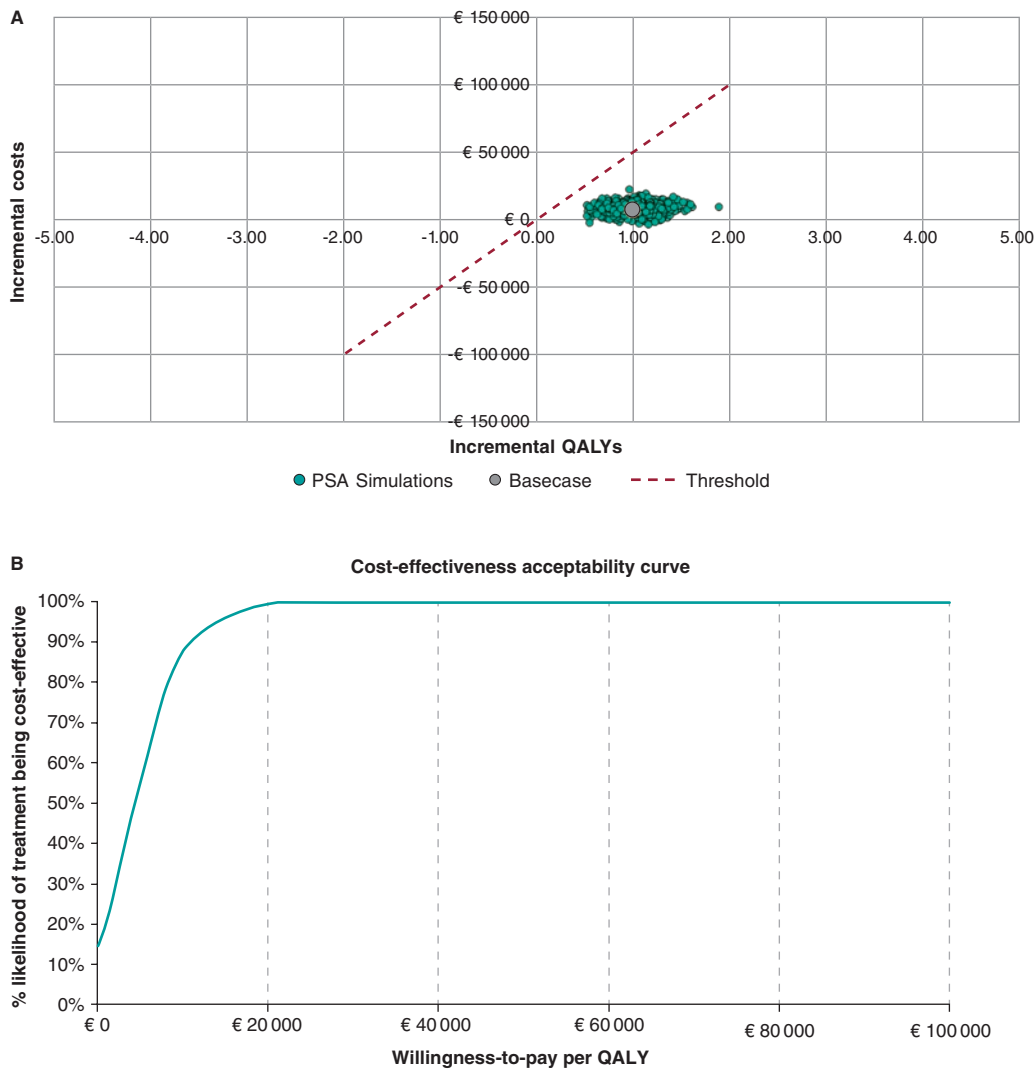 A
€ 150 000
€ 100 000
€ 50 000
€ 0
-5.00 -4.00 -3.00 -2.00 -1.00 0.00 1.00 2.00 3.00 4.00 5.00
-€ 50 000
-€ 100 000
-€ 150 000
Incremental costs
Incremental QALYs
PSA Simulations Basecase Threshold
B
Cost-effectiveness acceptability curve
% likelihood of treatment being cost-effective
100%
90%
80%
70%
60%
50%
40%
30%
20%
10%
0%
€ 0 € 20 000 € 40 000 € 60 000 € 80 000 € 100 000
Willingness-to-pay per QALY